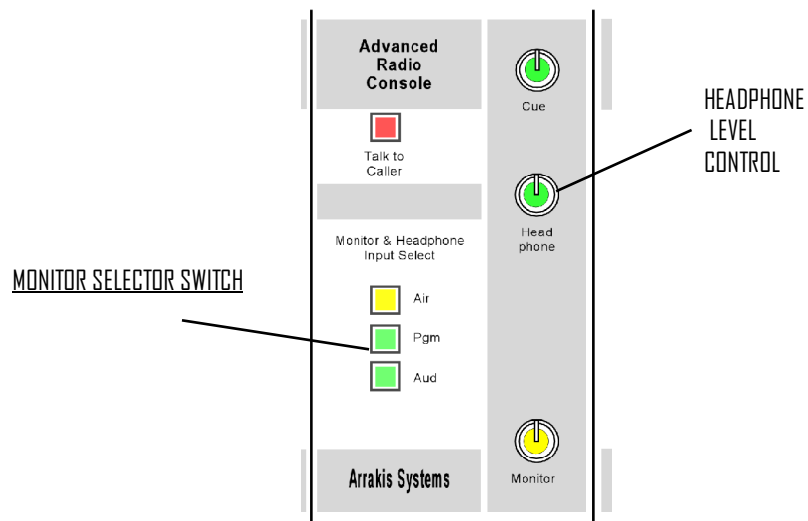 Advanced
Radio
Console
Cue
Talk to
Caller
HEADPHONE
LEVEL
CONTROL
Head
phone
Monitor & Headphone
Input Select
MONITOR SELECTOR SWITCH
Air
Pgm
Aud
Arrakis Systems
Monitor